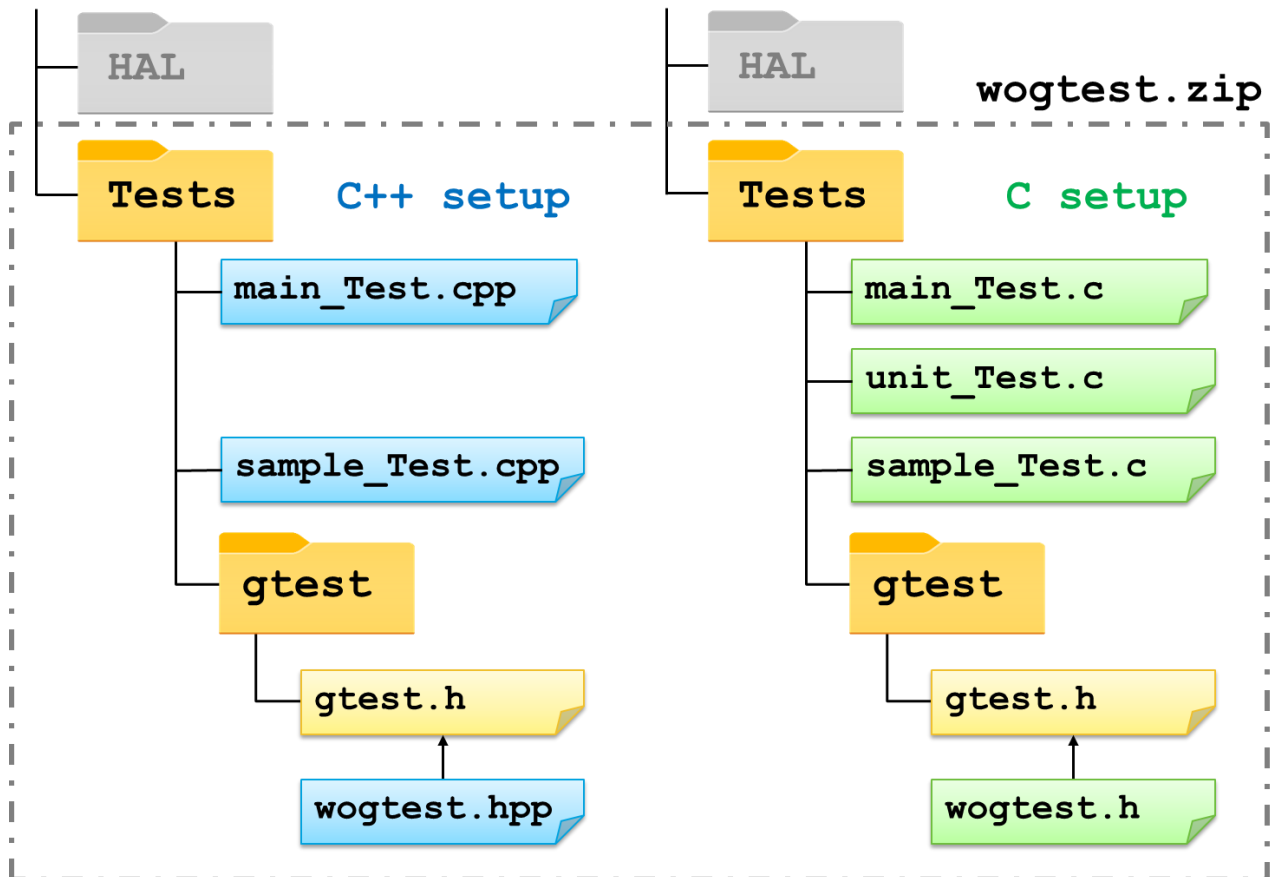 HAL
HAL
wogtest.zip
Tests
C++ setup
Tests
C setup
main_Test.cpp
main_Test.c
unit_Test.c
sample_Test.cpp
sample_Test.c
gtest
gtest
gtest.h
gtest.h
wogtest.hpp
wogtest.h